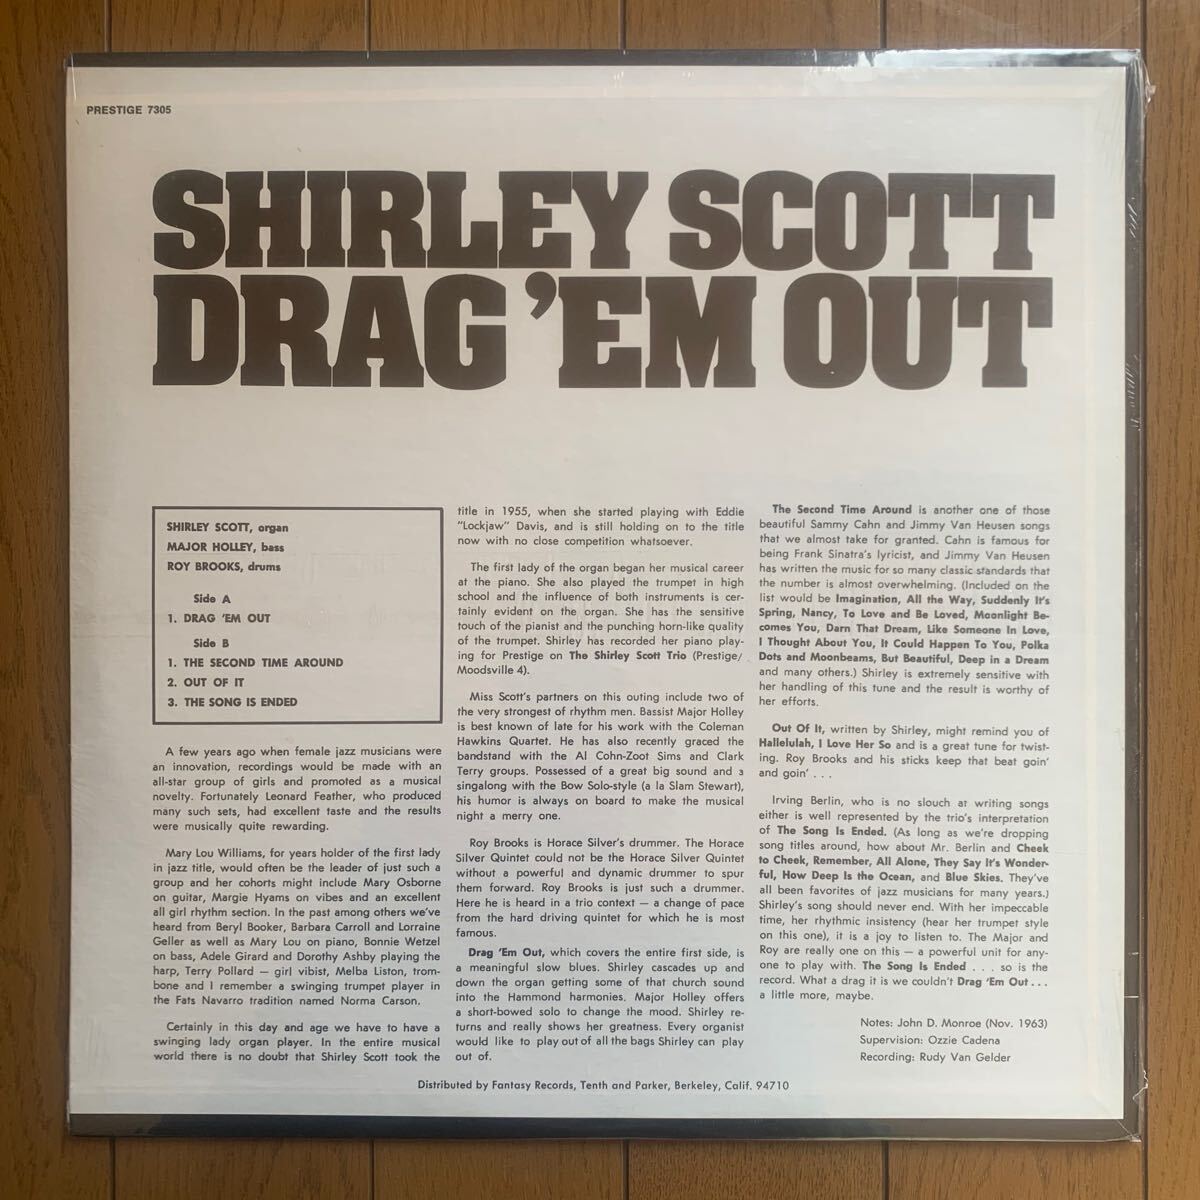 PRESTIGE 7305
SHIRLEY SCOTT
DRAG 'EM OUT
SHIRLEY SCOTT, organ
MAJOR HOLLEY, bass
ROY BROOKS, drums
Side A
1. DRAG 'EM OUT
Side B
1. THE SECOND TIME AROUND
2. OUT OF IT
3. THE SONG IS ENDED
A few years ago when female jazz musicians were
an innovation, recordings would be made with an
all-star group of girls and promoted as a musical
novelty. Fortunately Leonard Feather, who produced
many such sets, had excellent taste and the results
were musically quite rewarding.
Mary Lou Williams, for years holder of the first lady
in jazz title, would often be the leader of just such a
group and her cohorts might include Mary Osborne
on guitar, Margie Hyams on vibes and an excellent
all girl rhythm section. In the past among others we've
heard from Beryl Booker, Barbara Carroll and Lorraine
Geller as well as Mary Lou on piano, Bonnie Wetzel
on bass, Adele Girard and Dorothy Ashby playing the
harp, Terry Pollard — girl vibist, Melba Liston, trom-
bone and I remember a swinging trumpet player in
the Fats Navarro tradition named Norma Carson.
Certainly in this day and age we have to have a
swinging lady organ player. In the entire musical
world there is no doubt that Shirley Scott took the
title in 1955, when she started playing with Eddie
"Lockjaw" Davis, and is still holding on to the title
now with no close competition whatsoever.
The first lady of the organ began her musical career
at the piano. She also played the trumpet in high
school and the influence of both instruments is cer-
tainly evident on the organ. She has the sensitive
touch of the pianist and the punching horn-like quality
of the trumpet. Shirley has recorded her piano play-
ing for Prestige on The Shirley Scott Trio (Prestige/
Moodsville 4).
Miss Scott's partners on this outing include two of
the very strongest of rhythm men. Bassist Major Holley
is best known of late for his work with the Coleman
Hawkins Quartet. He has also recently graced the
bandstand with the Al Cohn-Zoot Sims and Clark
Terry groups. Possessed of a great big sound and a
singalong with the Bow Solo-style (a la Slam Stewart),
his humor is always on board to make the musical
night a merry one.
Roy Brooks is Horace Silver's drummer. The Horace
Silver Quintet could not be the Horace Silver Quintet
without a powerful and dynamic drummer to spur
them forward. Roy Brooks is just such a drummer.
Here he is heard in a trio context — a change of pace
from the hard driving quintet for which he is most
famous.
Drag 'Em Out, which covers the entire first side, is
a meaningful slow blues. Shirley cascades up and
down the organ getting some of that church sound
into the Hammond harmonies. Major Holley offers
a short-bowed solo to change the mood. Shirley re-
turns and really shows her greatness. Every organist
would like to play out of all the bags Shirley can play
out of.
The Second Time Around is another one of those
beautiful Sammy Cahn and Jimmy Van Heusen songs
that we almost take for granted. Cahn is famous for
being Frank Sinatra's lyricist, and Jimmy Van Heusen
has written the music for so many classic standards that
the number is almost overwhelming. (Included on the
list would be Imagination, All the Way, Suddenly It's
Spring, Nancy, To Love and Be Loved, Moonlight Be-
comes You, Darn That Dream, Like Someone In Love,
I Thought About You, It Could Happen To You, Polka
Dots and Moonbeams, But Beautiful, Deep in a Dream
and many others.) Shirley is extremely sensitive with
her handling of this tune and the result is worthy of
her efforts.
Out Of It, written by Shirley, might remind you of
Hallelulah, I Love Her So and is a great tune for twist-
ing. Roy Brooks and his sticks keep that beat goin'
and goin' . . .
Irving Berlin, who is no slouch at writing songs
either is well represented by the trio's interpretation
of The Song Is Ended. (As long as we're dropping
song titles around, how about Mr. Berlin and Cheek
to Cheek, Remember, All Alone, They Say It's Wonder-
ful, How Deep Is the Ocean, and Blue Skies. They've
all been favorites of jazz musicians for many years.)
Shirley's song should never end. With her impeccable
time, her rhythmic insistency (hear her trumpet style
on this one), it is a joy to listen to. The Major and
Roy are really one on this — a powerful unit for any-
one to play with. The Song Is Ended . . . so is the
record. What a drag it is we couldn't Drag 'Em Out . . .
a little more, maybe.
Notes: John D. Monroe (Nov. 1963)
Supervision: Ozzie Cadena
Recording: Rudy Van Gelder
Distributed by Fantasy Records, Tenth and Parker, Berkeley, Calif. 94710